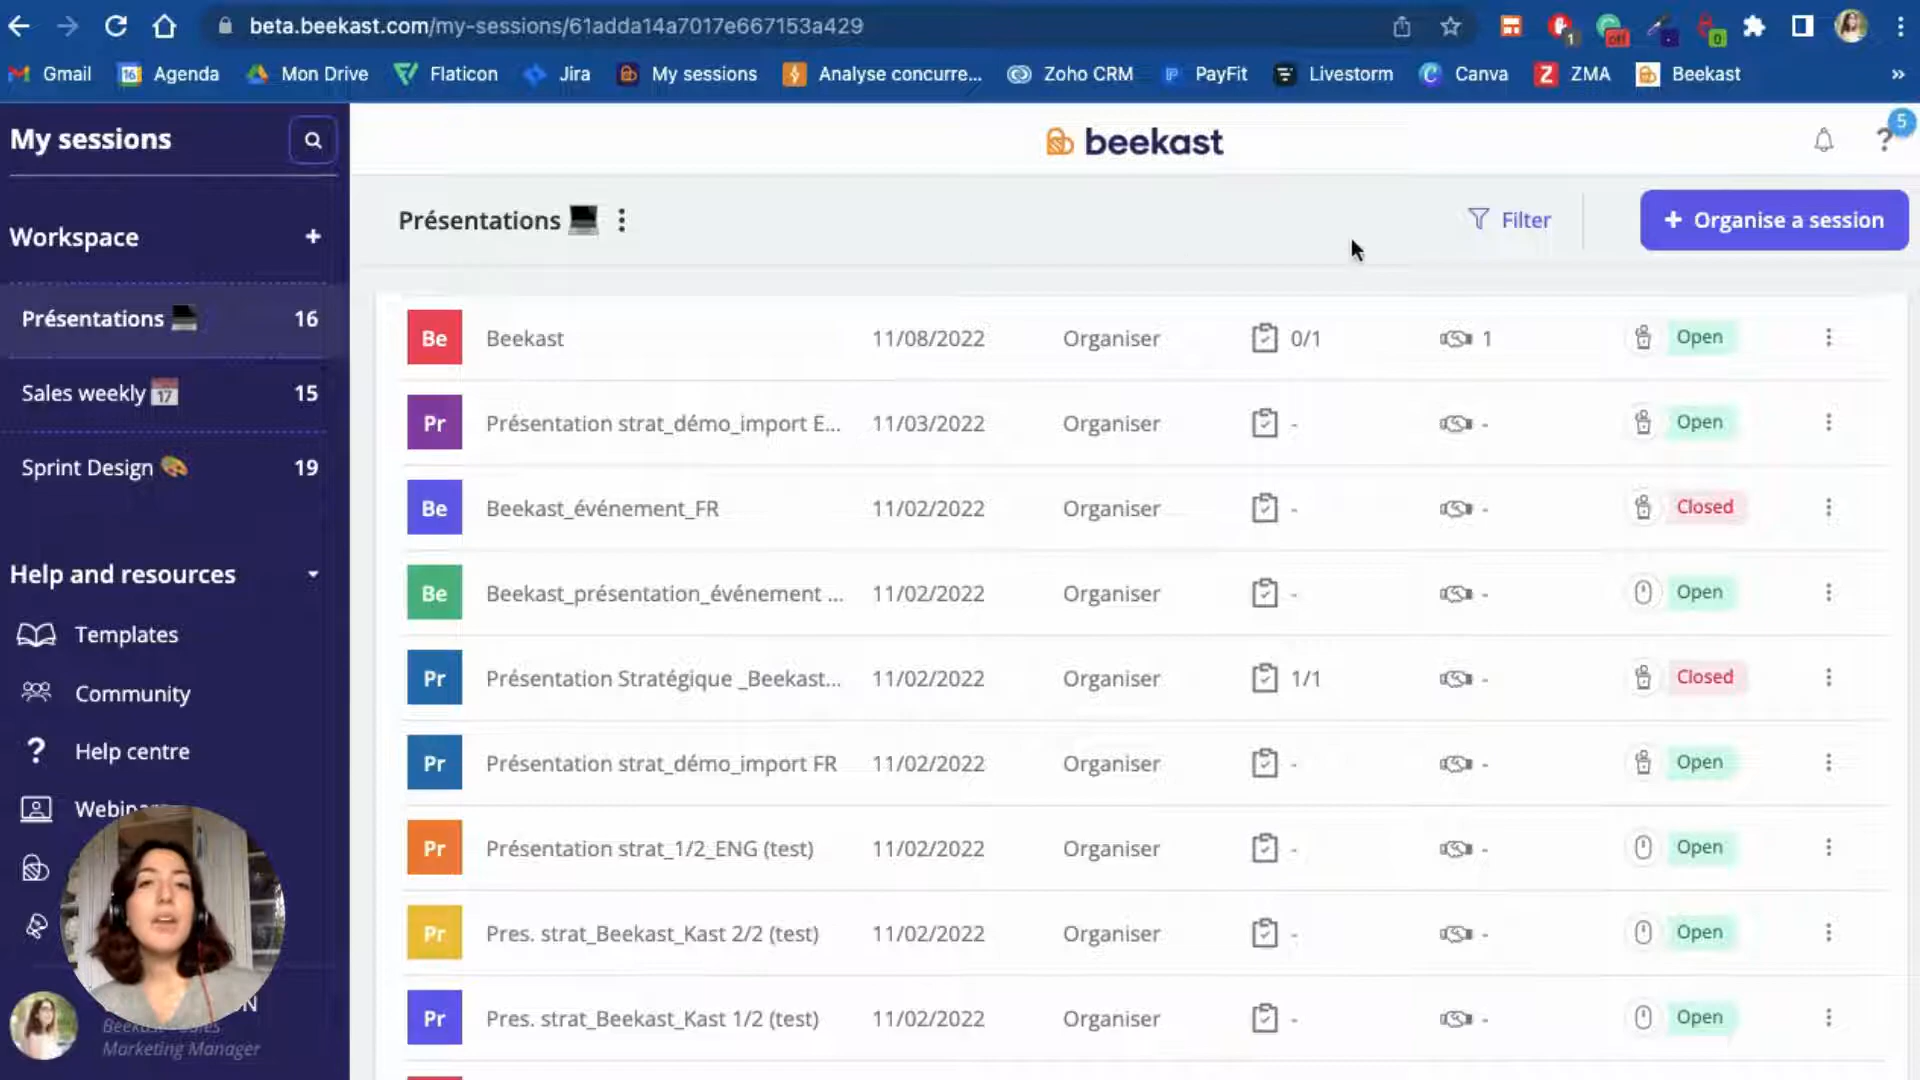 beta.beekast.com/my-sessions/61adda14a7017e667153a429
1
off
0
Gmail
16
Agenda
Mon Drive
Flaticon
Jira
My sessions
Analyse concurre...
Zoho CRM
PayFit
Livestorm
Canva
ZMA
Beekast
My sessions
beekast
5
Workspace
Présentations
Filter
Organise a session
Présentations 16
Sales weekly 17 15
Sprint Design 19
Help and resources
Templates
Community
Help centre
Webin
N
Marketing Manager
Be Beekast 11/08/2022 Organiser 0/1 1 Open
Pr Présentation strat_démo_import E... 11/03/2022 Organiser - - Open
Be Beekast_événement_FR 11/02/2022 Organiser - - Closed
Be Beekast_présentation_événement ... 11/02/2022 Organiser - - Open
Pr Présentation Stratégique _Beekast... 11/02/2022 Organiser 1/1 - Closed
Pr Présentation strat_démo_import FR 11/02/2022 Organiser - - Open
Pr Présentation strat_1/2_ENG (test) 11/02/2022 Organiser - - Open
Pr Pres. strat_Beekast_Kast 2/2 (test) 11/02/2022 Organiser - - Open
Pr Pres. strat_Beekast_Kast 1/2 (test) 11/02/2022 Organiser - - Open